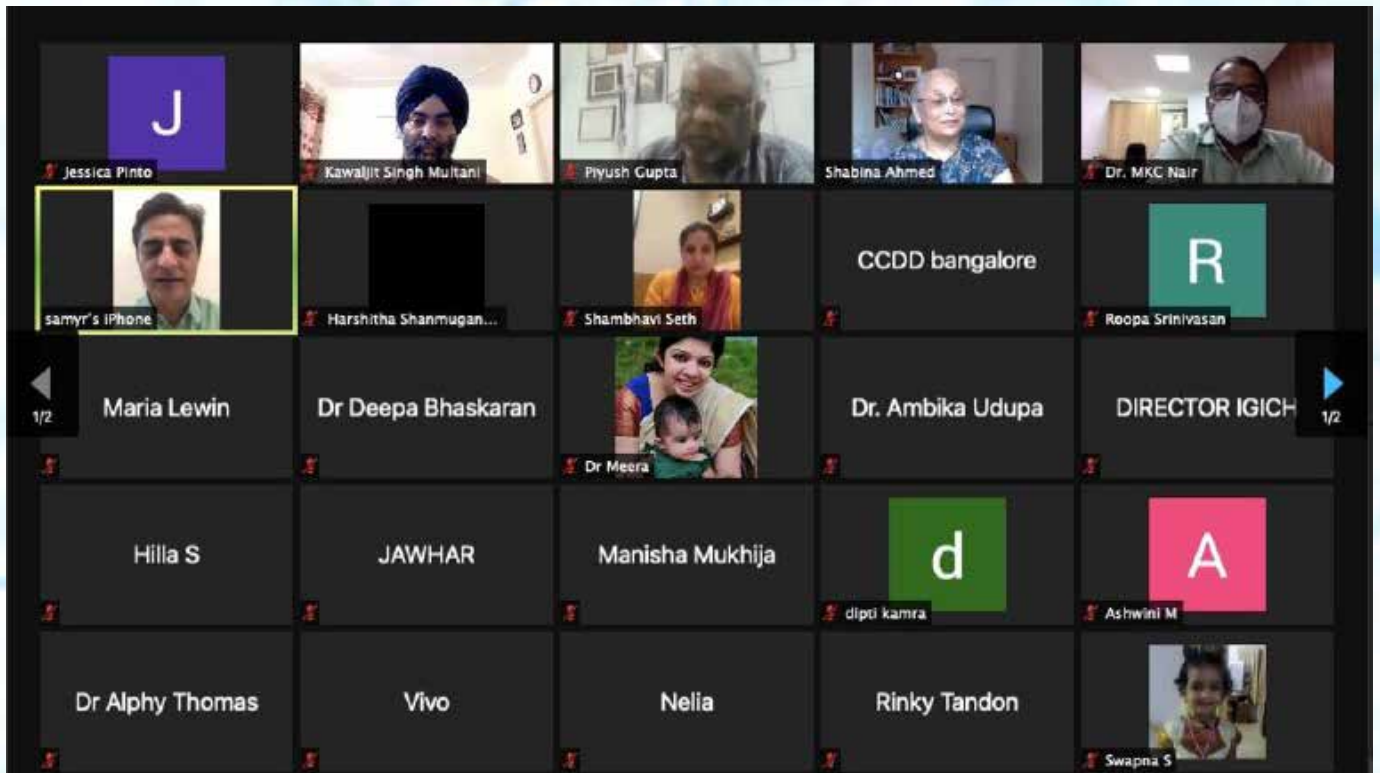 J
Jessica Pinto
Kawaljit Singh Multani
Piyush Gupta
Shabina Ahmed
Dr. MKC Nair
samyr's iPhone
Harshitha Shanmugan...
Shambhavi Seth
CCDD bangalore
R
Roopa Srinivasan
1/2
Maria Lewin
Dr Deepa Bhaskaran
Dr Meera
Dr. Ambika Udupa
DIRECTOR IGICH
1/2
Hilla S
JAWHAR
Manisha Mukhija
d
dipti kamra
A
Ashwini M
Dr Alphy Thomas
Vivo
Nelia
Rinky Tandon
Swapna S